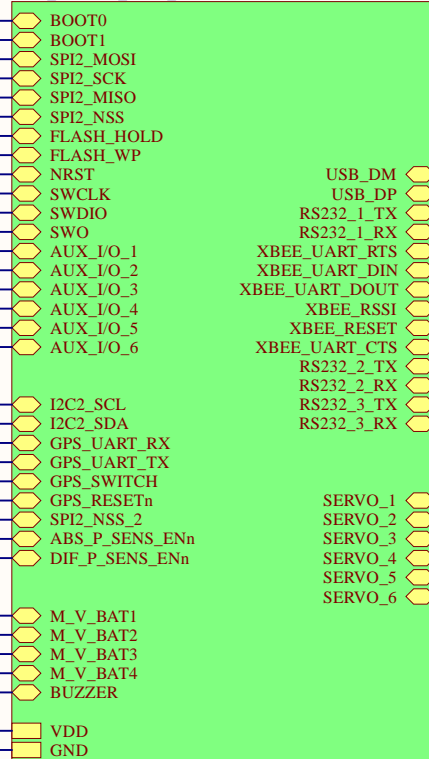 BOOT0
BOOT1
SPI2_MOSI
SPI2_SCK
SPI2_MISO
SPI2_NSS
FLASH_HOLD
FLASH_WP
NRST
SWCLK
SWDIO
SWO
AUX_I/O_1
AUX_I/O_2
AUX_I/O_3
AUX_I/O_4
AUX_I/O_5
AUX_I/O_6
I2C2_SCL
I2C2_SDA
GPS_UART_RX
GPS_UART_TX
GPS_SWITCH
GPS_RESETn
SPI2_NSS_2
ABS_P_SENS_ENn
DIF_P_SENS_ENn
M_V_BAT1
M_V_BAT2
M_V_BAT3
M_V_BAT4
BUZZER
VDD
GND
USB_DM
USB_DP
RS232_1_TX
RS232_1_RX
XBEE_UART_RTS
XBEE_UART_DIN
XBEE_UART_DOUT
XBEE_RSSI
XBEE_RESET
XBEE_UART_CTS
RS232_2_TX
RS232_2_RX
RS232_3_TX
RS232_3_RX
SERVO_1
SERVO_2
SERVO_3
SERVO_4
SERVO_5
SERVO_6